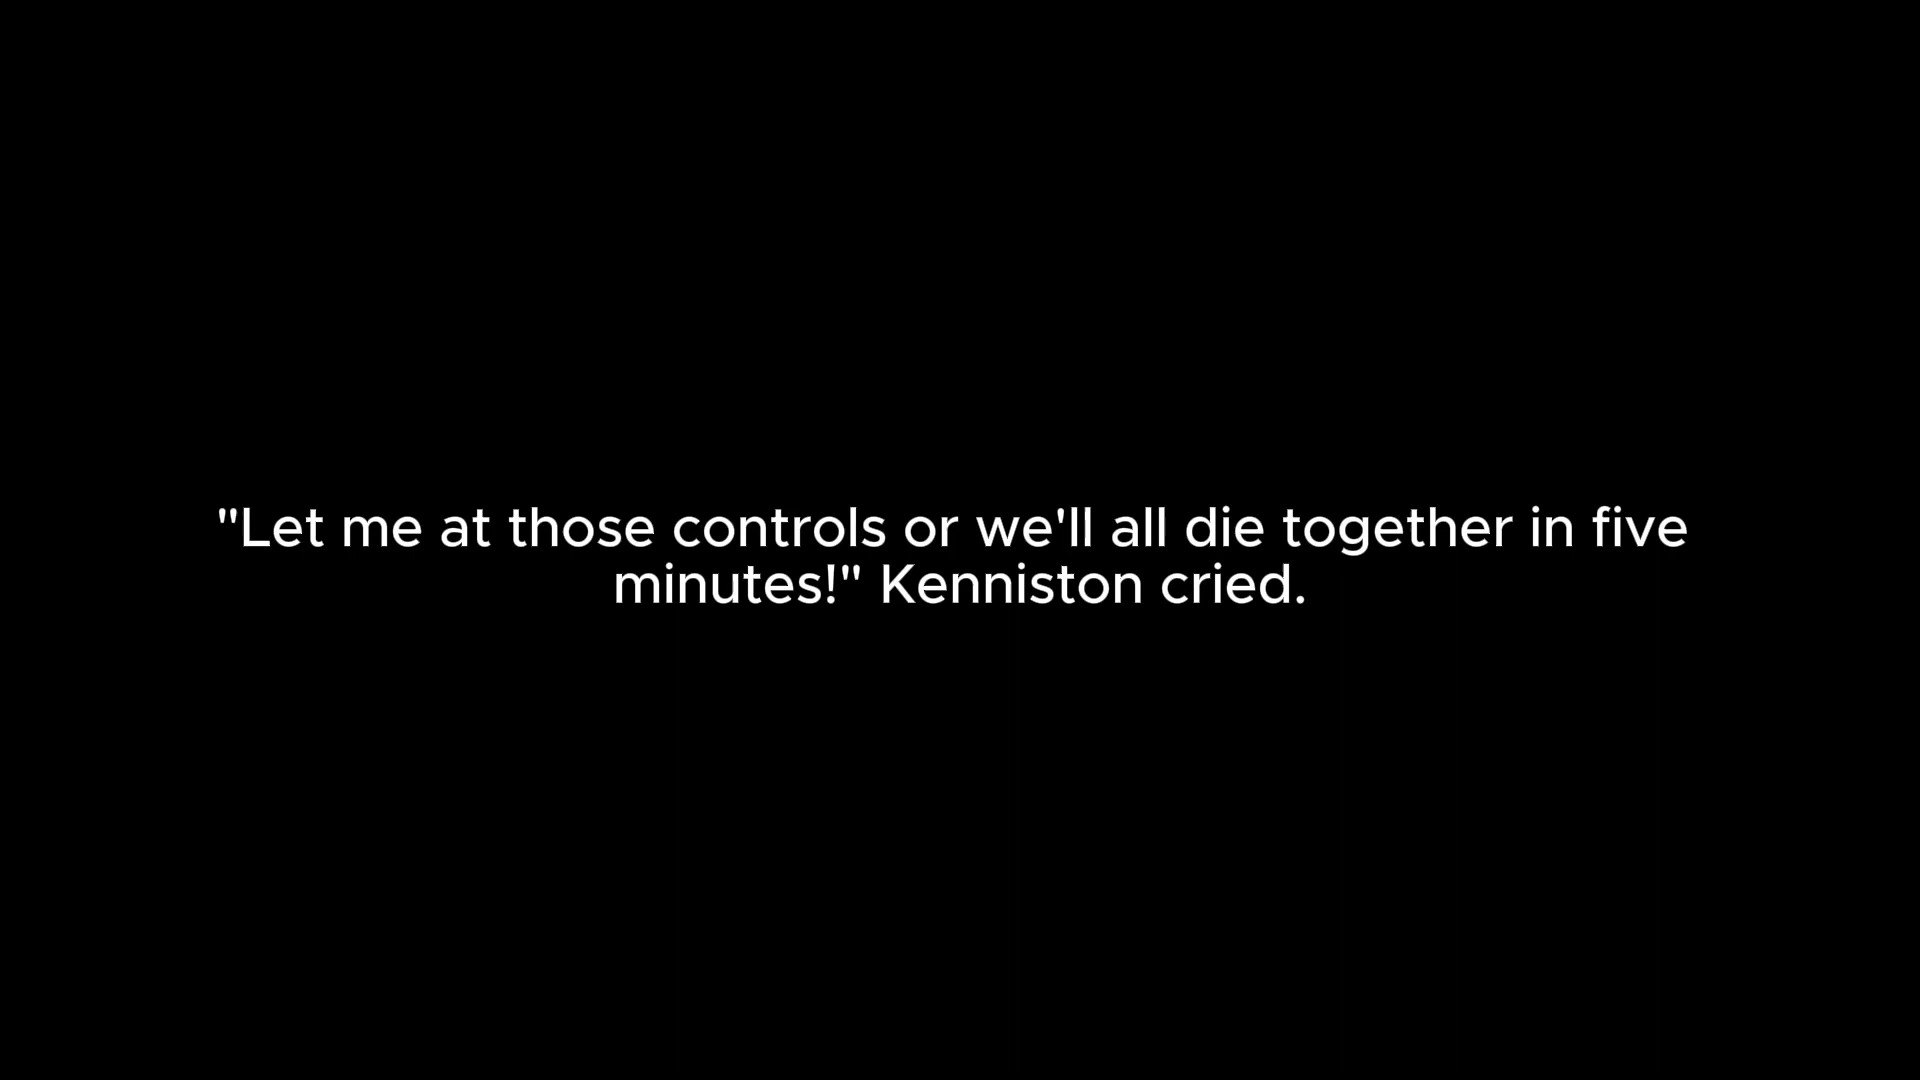 "Let me at those controls or we'll all die together in five
minutes!" Kenniston cried.